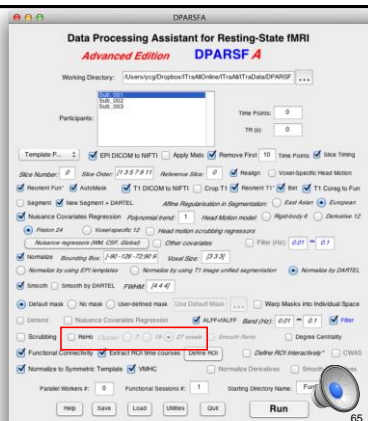 DPARSFA
Data Processing Assistant for Resting-State fMRI
Advanced Edition DPARSF A
Working Directory: /Users/ycg/Dropbox/ITraAllOnline/ITraAll/ITraData/DPARSF ...
Participants: Sub_001
Sub_002
Sub_003
Time Points: 0
TR (s): 0
Template P... EPI DICOM to NIFTI Apply Mats Remove First 10 Time Points Slice Timing
Slice Number: 0 Slice Order: [1 3 5 7 9 11 Reference Slice: 0 Realign Voxel-Specific Head Motion
Reorient Fun* AutoMask T1 DICOM to NIFTI Crop T1 Reorient T1* Bet T1 Coreg to Fun
Segment New Segment + DARTEL Affine Regularisation in Segmentation: East Asian European
Nuisance Covariates Regression Polynomial trend: 1 Head Motion model: Rigid-body 6 Derivative 12
Friston 24 Voxel-specific 12 Head motion scrubbing regressors
Nuisance regressors (WM, CSF, Global) Other covariates Filter (Hz): 0.01 ~ 0.1
Normalize Bounding Box: [-90 -126 -72;90 9 Voxel Size: [3 3 3]
Normalize by using EPI templates Normalize by using T1 image unified segmentation Normalize by DARTEL
Smooth Smooth by DARTEL FWHM: [4 4 4]
Default mask No mask User-defined mask Use Default Mask ... Warp Masks into Individual Space
Detrend Nuisance Covariates Regression ALFF+fALFF Band (Hz): 0.01 ~ 0.1 Filter
Scrubbing ReHo Cluster 7 19 27 voxels Smooth ReHo Degree Centrality
Functional Connectivity Extract ROI time courses Define ROI Define ROI Interactively* CWAS
Normalize to Symmetric Template VMHC Normalize Derivatives Smooth
Parallel Workers #: 0 Functional Sessions #: 1 Starting Directory Name:
Help Save Load Utilities Quit Run
65